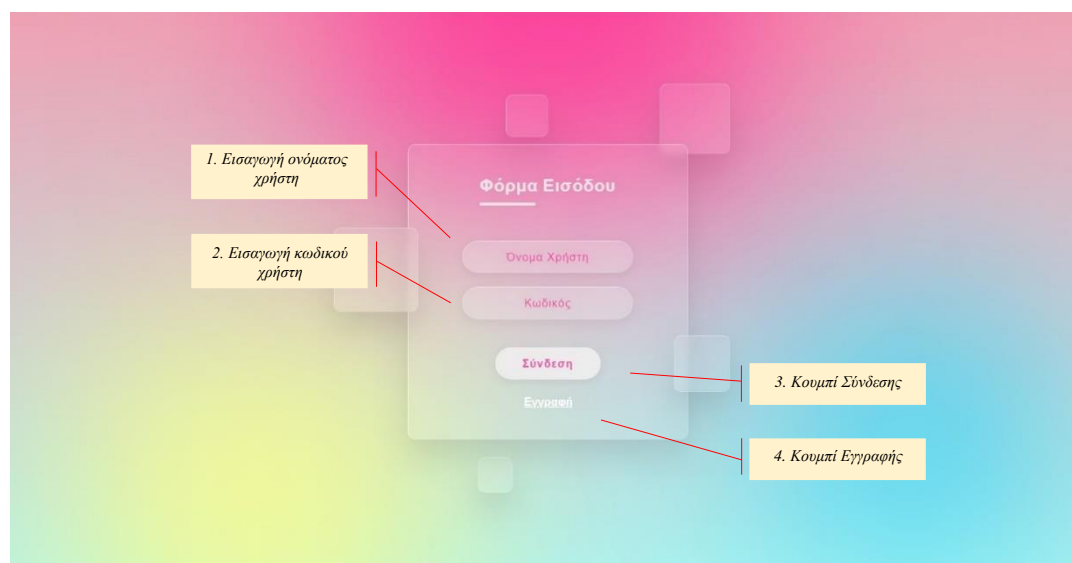 1. Εισαγωγή ονόματος
χρήστη
Φόρμα Εισόδου
2. Εισαγωγή κωδικού
χρήστη
Όνομα Χρήστη
Κωδικός
Σύνδεση
3. Κουμπί Σύνδεσης
Εγγραφή
4. Κουμπί Εγγραφής